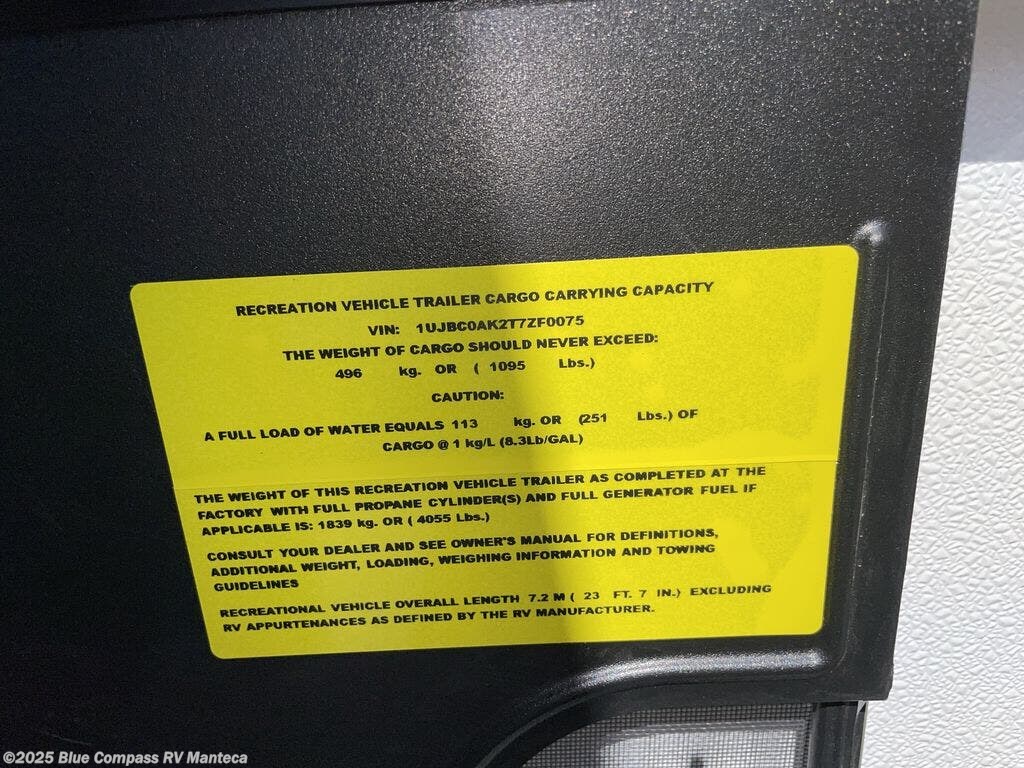 RECREATION VEHICLE TRAILER CARGO CARRYING CAPACITY
VIN: 1UJBC0AK2T7ZF0075
THE WEIGHT OF CARGO SHOULD NEVER EXCEED:
496 kg. OR ( 1095 Lbs.)
CAUTION:
A FULL LOAD OF WATER EQUALS 113 kg. OR (251 Lbs.) OF
CARGO @ 1 kg/L (8.3Lb/GAL)
THE WEIGHT OF THIS RECREATION VEHICLE TRAILER AS COMPLETED AT THE
FACTORY WITH FULL PROPANE CYLINDER(S) AND FULL GENERATOR FUEL IF
APPLICABLE IS: 1839 kg. OR ( 4055 Lbs.)
CONSULT YOUR DEALER AND SEE OWNER'S MANUAL FOR DEFINITIONS,
ADDITIONAL WEIGHT, LOADING, WEIGHING INFORMATION AND TOWING
GUIDELINES
RECREATIONAL VEHICLE OVERALL LENGTH 7.2 M ( 23 FT. 7 IN.) EXCLUDING
RV APPURTENANCES AS DEFINED BY THE RV MANUFACTURER.
©2025 Blue Compass RV Manteca